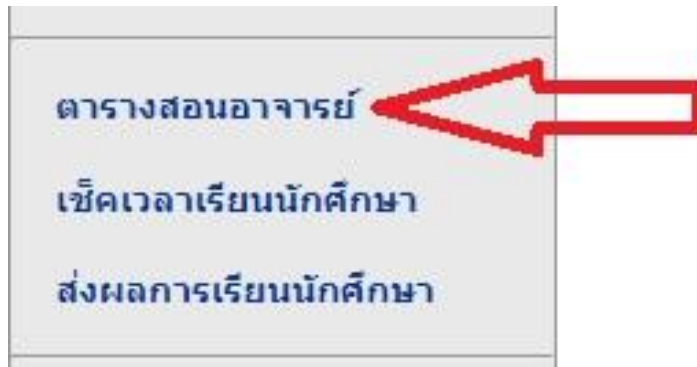 ตารางสอนอาจารย์
เช็คเวลาเรียนนักศึกษา
ส่งผลการเรียนนักศึกษา